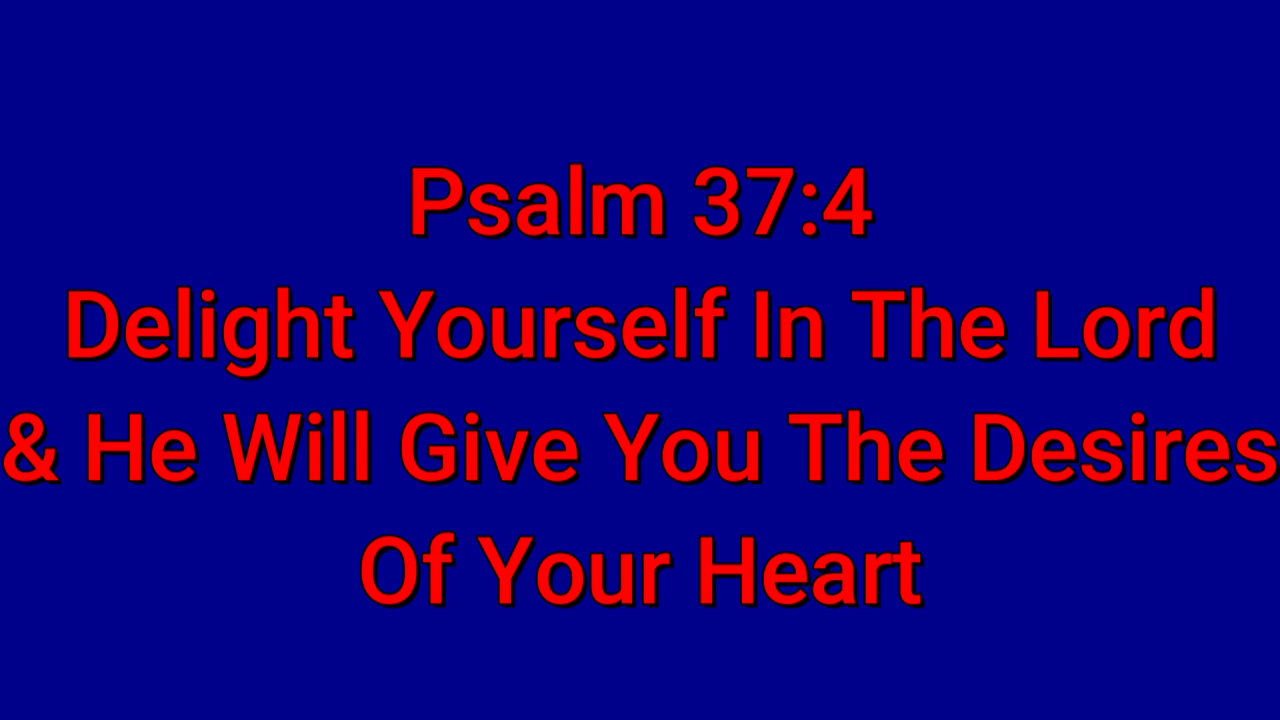 Psalm 37:4
Delight Yourself In The Lord
& He Will Give You The Desires
Of Your Heart